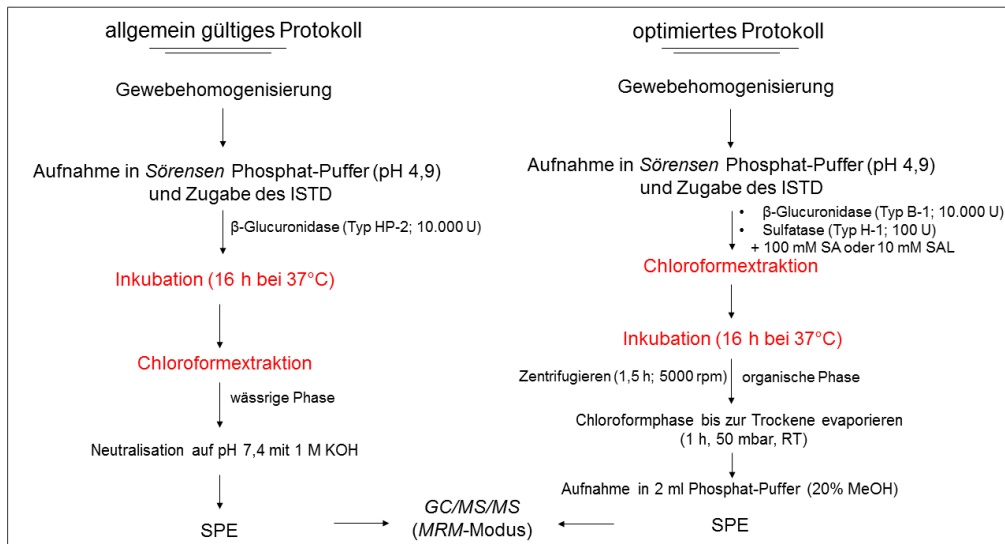 allgemein gültiges Protokoll
Gewebehomogenisierung
Aufnahme in Sörensen Phosphat-Puffer (pH 4,9)
und Zugabe des ISTD
β-Glucuronidase (Typ HP-2; 10.000 U)
Inkubation (16 h bei 37°C)
Chloroformextraktion
wässrige Phase
Neutralisation auf pH 7,4 mit 1 M KOH
SPE
optimiertes Protokoll
Gewebehomogenisierung
Aufnahme in Sörensen Phosphat-Puffer (pH 4,9)
und Zugabe des ISTD
• β-Glucuronidase (Typ B-1; 10.000 U)
• Sulfatase (Typ H-1; 100 U)
+ 100 mM SA oder 10 mM SAL
Chloroformextraktion
Inkubation (16 h bei 37°C)
Zentrifugieren (1,5 h; 5000 rpm) organische Phase
Chloroformphase bis zur Trockene evaporieren
(1 h, 50 mbar, RT)
Aufnahme in 2 ml Phosphat-Puffer (20% MeOH)
SPE
GC/MS/MS
(MRM-Modus)